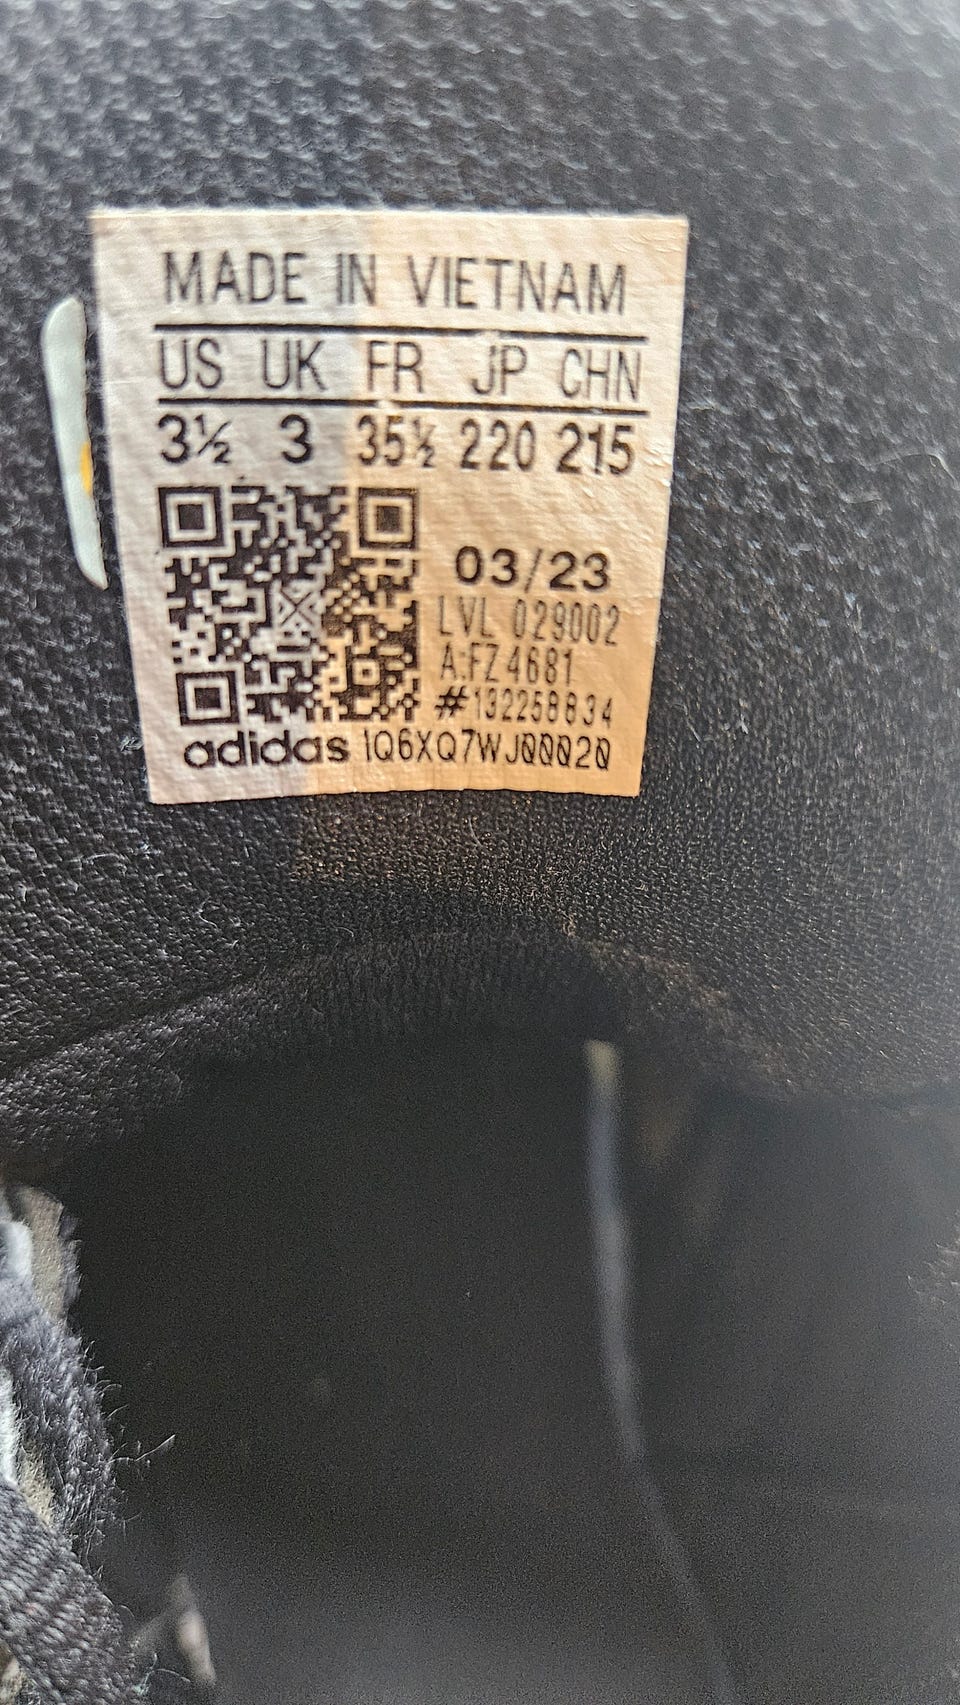 MADE IN VIETNAM
US UK FR JP CHN
3½ 3 35½ 220 215
03/23
LVL 029002
A:FZ4681
#132258834
adidas 1Q6XQ7WJ00020